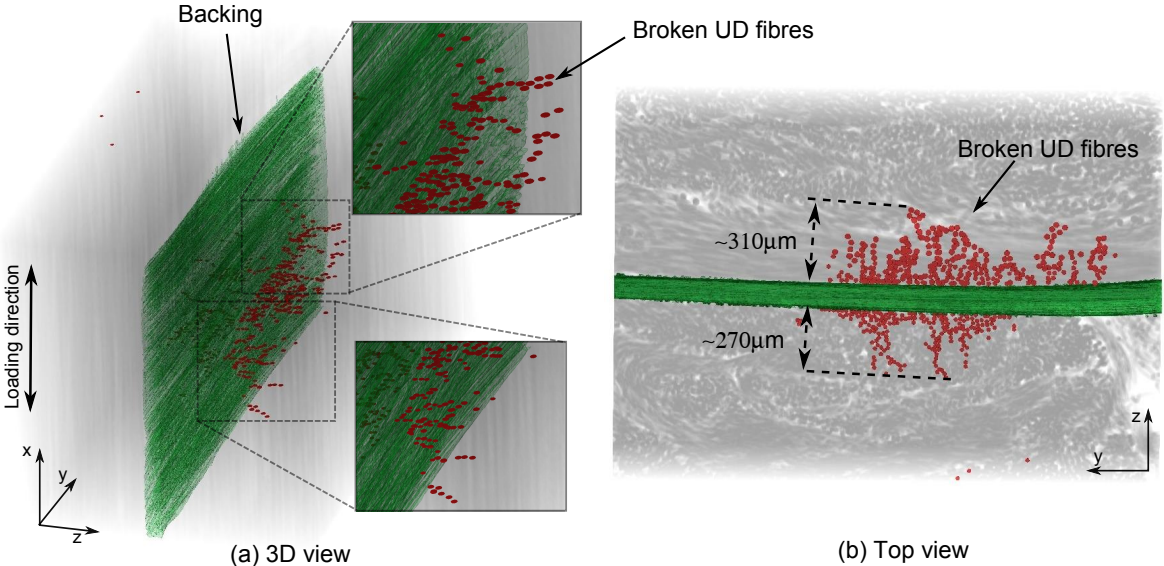 Backing
Broken UD fibres
Loading direction
x
y
z
(a) 3D view
Broken UD fibres
~310µm
~270µm
z
y
(b) Top view